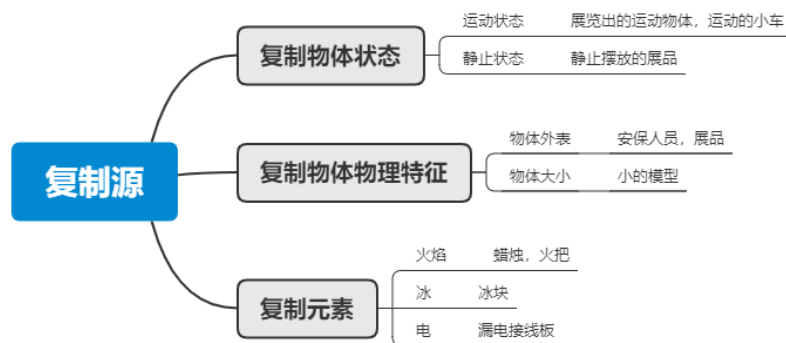 复制源
复制物体状态
运动状态 展览出的运动物体，运动的小车
静止状态 静止摆放的展品
复制物体物理特征
物体外表 安保人员，展品
物体大小 小的模型
复制元素
火焰 蜡烛，火把
冰 冰块
电 漏电接线板